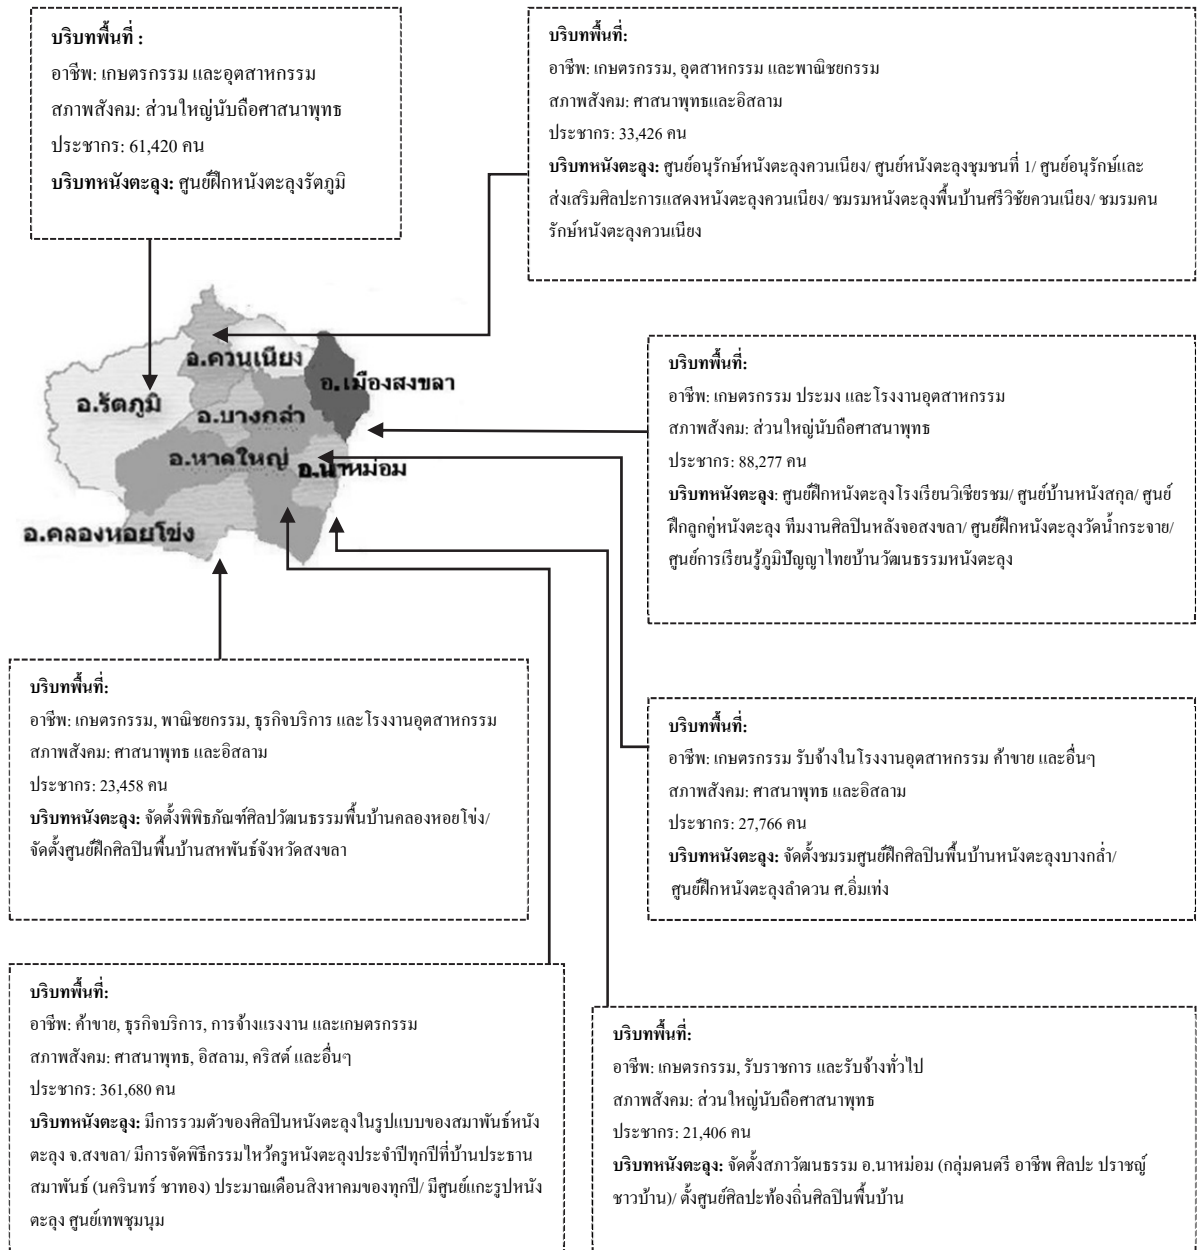 บริบทพื้นที่ :
อาชีพ: เกษตรกรรม และอุตสาหกรรม
สภาพสังคม: ส่วนใหญ่นับถือศาสนาพุทธ
ประชากร: 61,420 คน
บริบทหนังตะลุง: ศูนย์ฝึกหนังตะลุงรัตภูมิ
บริบทพื้นที่:
อาชีพ: เกษตรกรรม, อุตสาหกรรม และพาณิชยกรรม
สภาพสังคม: ศาสนาพุทธและอิสลาม
ประชากร: 33,426 คน
บริบทหนังตะลุง: ศูนย์อนุรักษ์หนังตะลุงควนเนียง/ ศูนย์หนังตะลุงชุมชนที่ 1/ ศูนย์อนุรักษ์และ
ส่งเสริมศิลปะการแสดงหนังตะลุงควนเนียง/ ชมรมหนังตะลุงพื้นบ้านศรีวิชัยควนเนียง/ ชมรมคน
รักษ์หนังตะลุงควนเนียง
อ.ควนเนียง
อ.เมืองสงขลา
อ.รัตภูมิ
อ.บางกล่ำ
อ.หาดใหญ่
อ.นาหม่อม
อ.คลองหอยโข่ง
บริบทพื้นที่:
อาชีพ: เกษตรกรรม ประมง และโรงงานอุตสาหกรรม
สภาพสังคม: ส่วนใหญ่นับถือศาสนาพุทธ
ประชากร: 88,277 คน
บริบทหนังตะลุง: ศูนย์ฝึกหนังตะลุงโรงเรียนวิเชียรชม/ ศูนย์บ้านหนังสกุล/ ศูนย์
ฝึกลูกคู่หนังตะลุง ทีมงานศิลปินหลังจอสงขลา/ ศูนย์ฝึกหนังตะลุงวัดน้ำกระจาย/
ศูนย์การเรียนรู้ภูมิปัญญาไทยบ้านวัฒนธรรมหนังตะลุง
บริบทพื้นที่:
อาชีพ: เกษตรกรรม, พาณิชยกรรม, ธุรกิจบริการ และโรงงานอุตสาหกรรม
สภาพสังคม: ศาสนาพุทธ และอิสลาม
ประชากร: 23,458 คน
บริบทหนังตะลุง: จัดตั้งพิพิธภัณฑ์ศิลปวัฒนธรรมพื้นบ้านคลองหอยโข่ง/
จัดตั้งศูนย์ฝึกศิลปินพื้นบ้านสหพันธ์จังหวัดสงขลา
บริบทพื้นที่:
อาชีพ: เกษตรกรรม รับจ้างในโรงงานอุตสาหกรรม ค้าขาย และอื่นๆ
สภาพสังคม: ศาสนาพุทธ และอิสลาม
ประชากร: 27,766 คน
บริบทหนังตะลุง: จัดตั้งชมรมศูนย์ฝึกศิลปินพื้นบ้านหนังตะลุงบางกล่ำ/
ศูนย์ฝึกหนังตะลุงลำดวน ศ.อิ่มเท่ง
บริบทพื้นที่:
อาชีพ: ค้าขาย, ธุรกิจบริการ, การจ้างแรงงาน และเกษตรกรรม
สภาพสังคม: ศาสนาพุทธ, อิสลาม, คริสต์ และอื่นๆ
ประชากร: 361,680 คน
บริบทหนังตะลุง: มีการรวมตัวของศิลปินหนังตะลุงในรูปแบบของสมาพันธ์หนัง
ตะลุง จ.สงขลา/ มีการจัดพิธีกรรมไหว้ครูหนังตะลุงประจำปีทุกปีที่บ้านประธาน
สมาพันธ์ (นครินทร์ ชาทอง) ประมาณเดือนสิงหาคมของทุกปี/ มีศูนย์แกะรูปหนัง
ตะลุง ศูนย์เทพชุมนุม
บริบทพื้นที่:
อาชีพ: เกษตรกรรม, รับราชการ และรับจ้างทั่วไป
สภาพสังคม: ส่วนใหญ่นับถือศาสนาพุทธ
ประชากร: 21,406 คน
บริบทหนังตะลุง: จัดตั้งสภาวัฒนธรรม อ.นาหม่อม (กลุ่มดนตรี อาชีพ ศิลปะ ปราชญ์
ชาวบ้าน)/ ตั้งศูนย์ศิลปะท้องถิ่นศิลปินพื้นบ้าน